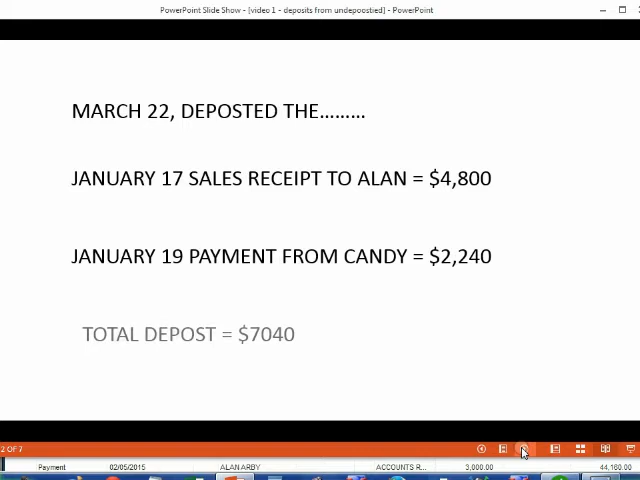 PowerPoint Slide Show - [video 1 - deposits from undepoostied] - PowerPoint
MARCH 22, DEPOSTED THE.........
JANUARY 17 SALES RECEIPT TO ALAN = $4,800
JANUARY 19 PAYMENT FROM CANDY = $2,240
TOTAL DEPOST = $7040
2 OF 7
Payment 02/05/2015 ALAN ARBY ACCOUNTS R... 3,000.00 44,160.00